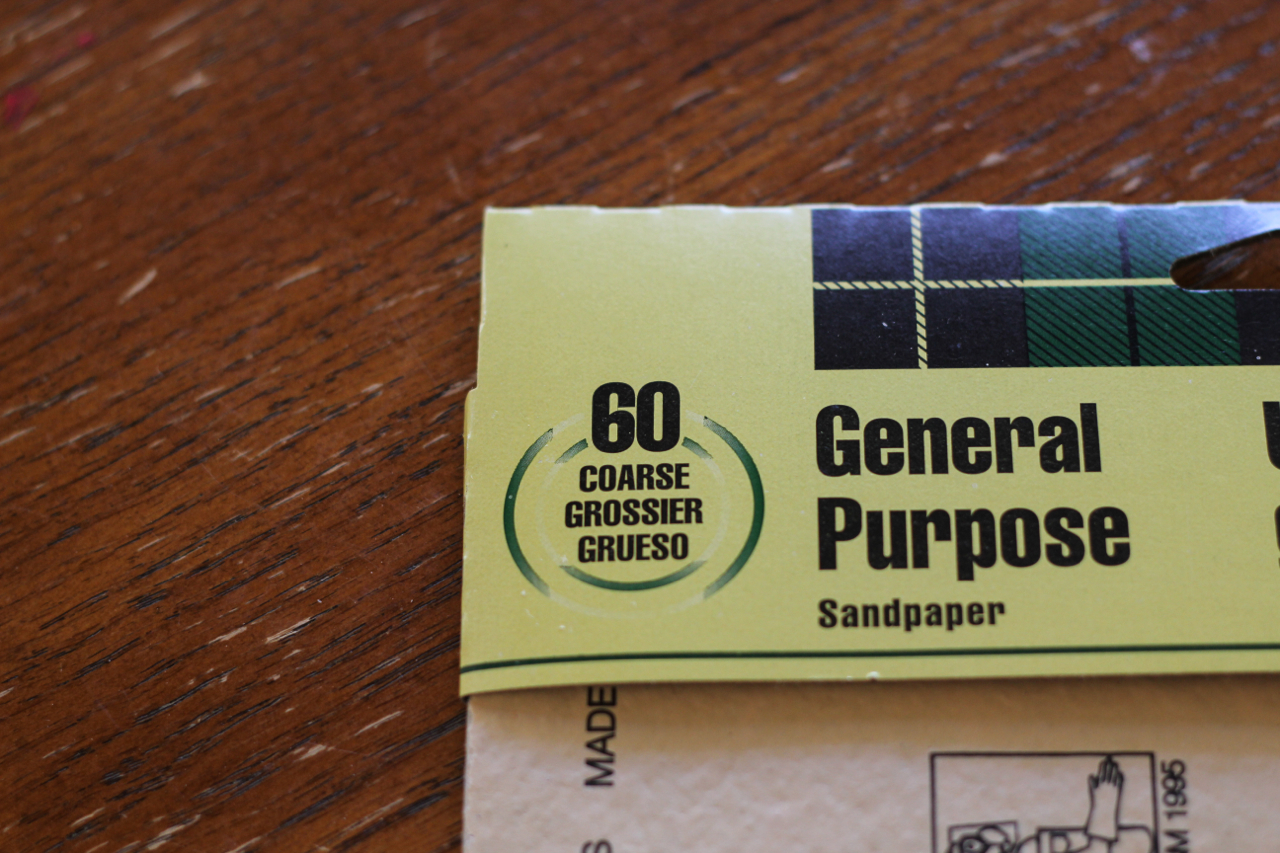 60
COARSE
GROSSIER
GRUESO
General
Purpose
Sandpaper
MADE
1995